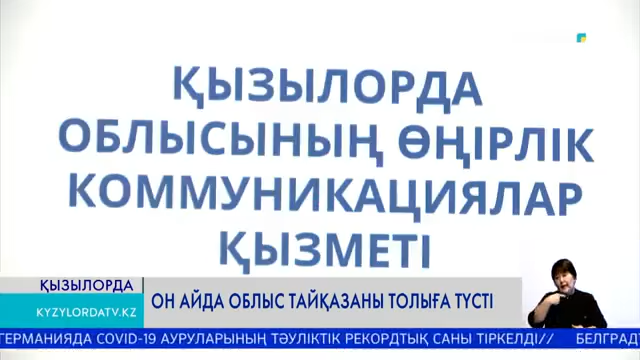 ҚЫЗЫЛОРДА
ОБЛЫСЫНЫҢ ӨҢІРЛІК
КОММУНИКАЦИЯЛАР
ҚЫЗМЕТІ
ҚЫЗЫЛОРДА
KYZYLORDATV.KZ
ОН АЙДА ОБЛЫС ТАЙҚАЗАНЫ ТОЛЫҒА ТҮСТІ
ГЕРМАНИЯДА COVID-19 АУРУЛАРЫНЫҢ ТӘУЛІКТІК РЕКОРДТЫҚ САНЫ ТІРКЕЛДІ// БЕЛГРАД